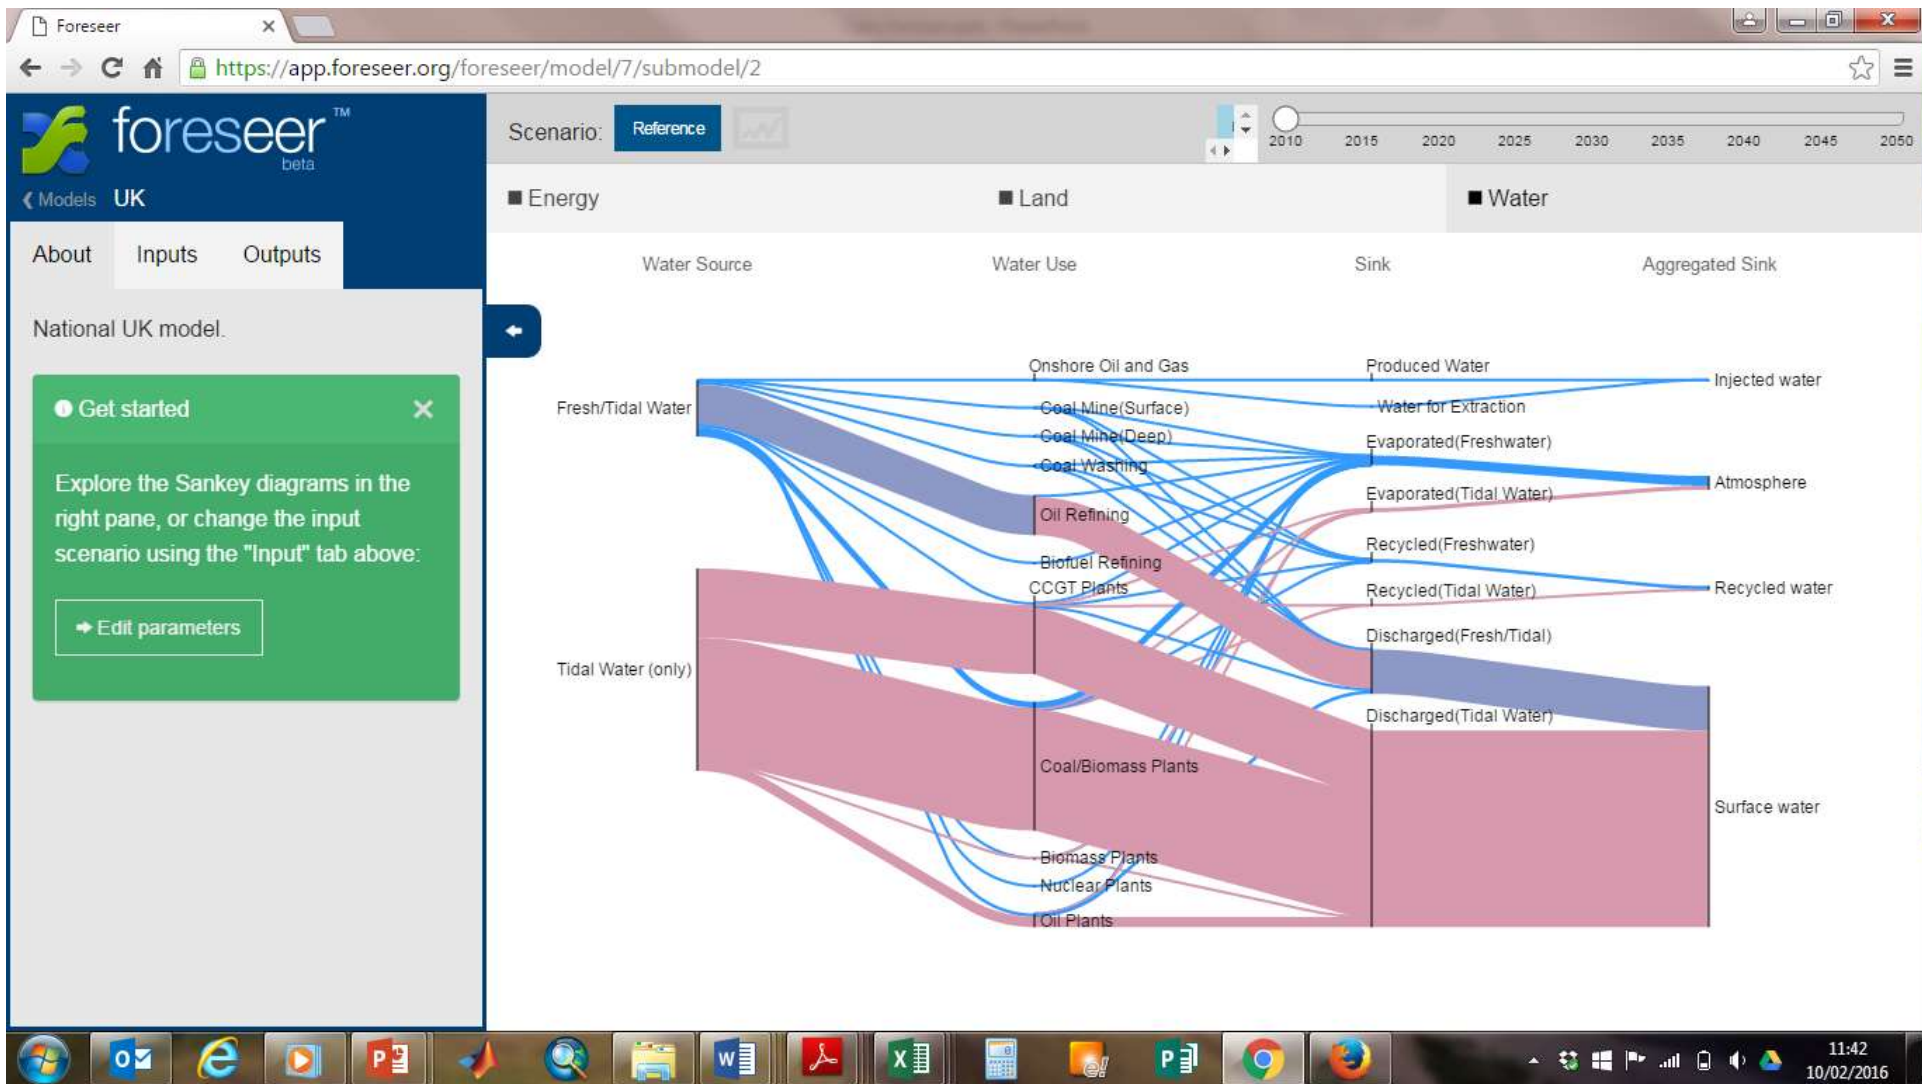 Foreseer
https://app.foreseer.org/foreseer/model/7/submodel/2
foreseer™
beta
Models UK
About Inputs Outputs
National UK model.
Get started
Explore the Sankey diagrams in the
right pane, or change the input
scenario using the "Input" tab above:
Edit parameters
Scenario: Reference
2010 2015 2020 2025 2030 2035 2040 2045 2050
Energy Land Water
Water Source Water Use Sink Aggregated Sink
Fresh/Tidal Water
Tidal Water (only)
Onshore Oil and Gas
Coal Mine(Surface)
Coal Mine(Deep)
Coal Washing
Oil Refining
Biofuel Refining
CCGT Plants
Coal/Biomass Plants
Biomass Plants
Nuclear Plants
Oil Plants
Produced Water
Water for Extraction
Evaporated(Freshwater)
Evaporated(Tidal Water)
Recycled(Freshwater)
Recycled(Tidal Water)
Discharged(Fresh/Tidal)
Discharged(Tidal Water)
Injected water
Atmosphere
Recycled water
Surface water
11:42
10/02/2016